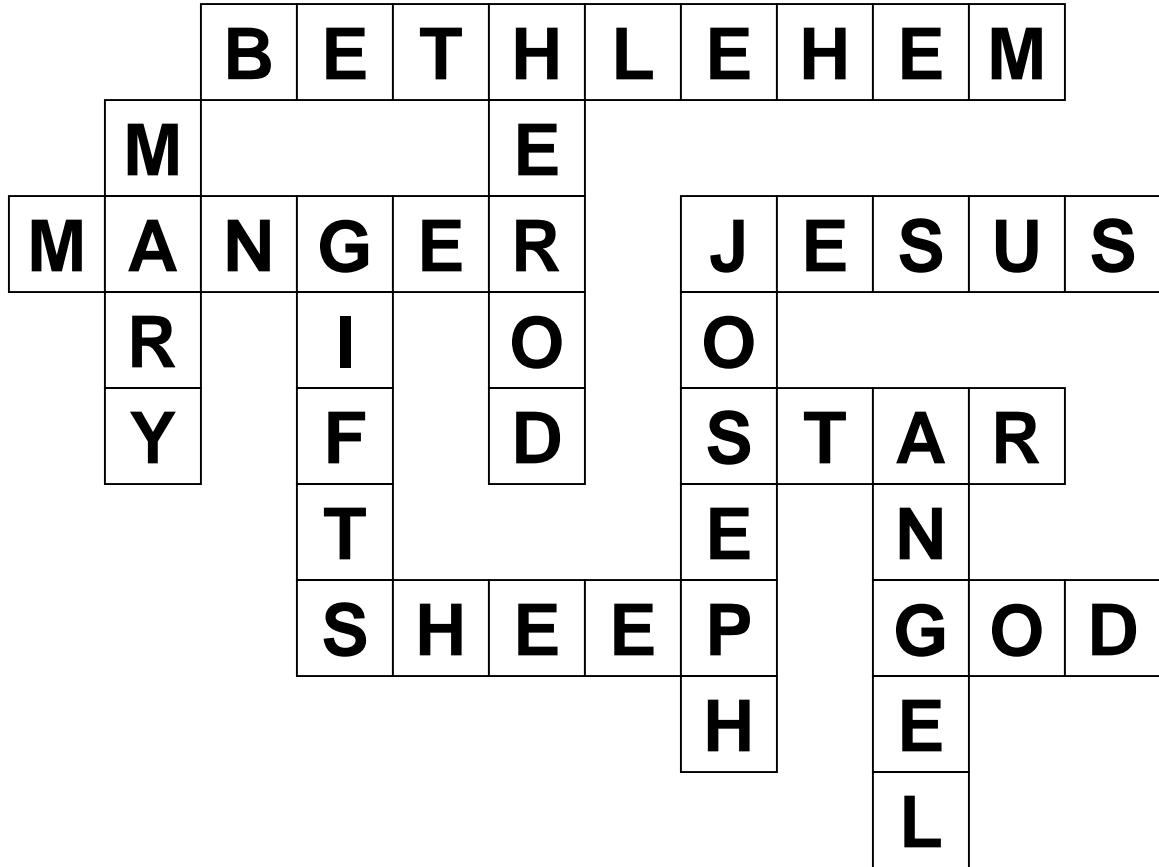 BETHLEHEM
M E
MANGER JESUS
R I O O
Y F D STAR
T E N
SHEEP GOD
H E
L